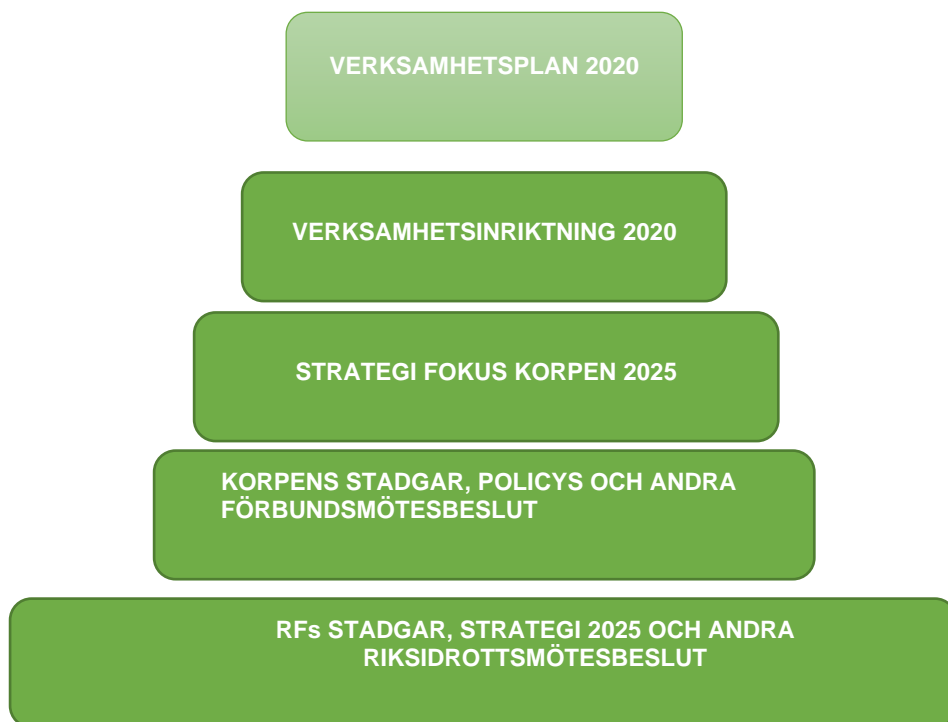 VERKSAMHETSPLAN 2020
VERKSAMHETSINRIKTNING 2020
STRATEGI FOKUS KORPEN 2025
KORPENS STADGAR, POLICYS OCH ANDRA
FÖRBUNDSMÖTESBESLUT
RFs STADGAR, STRATEGI 2025 OCH ANDRA
RIKSIDROTTSMÖTESBESLUT